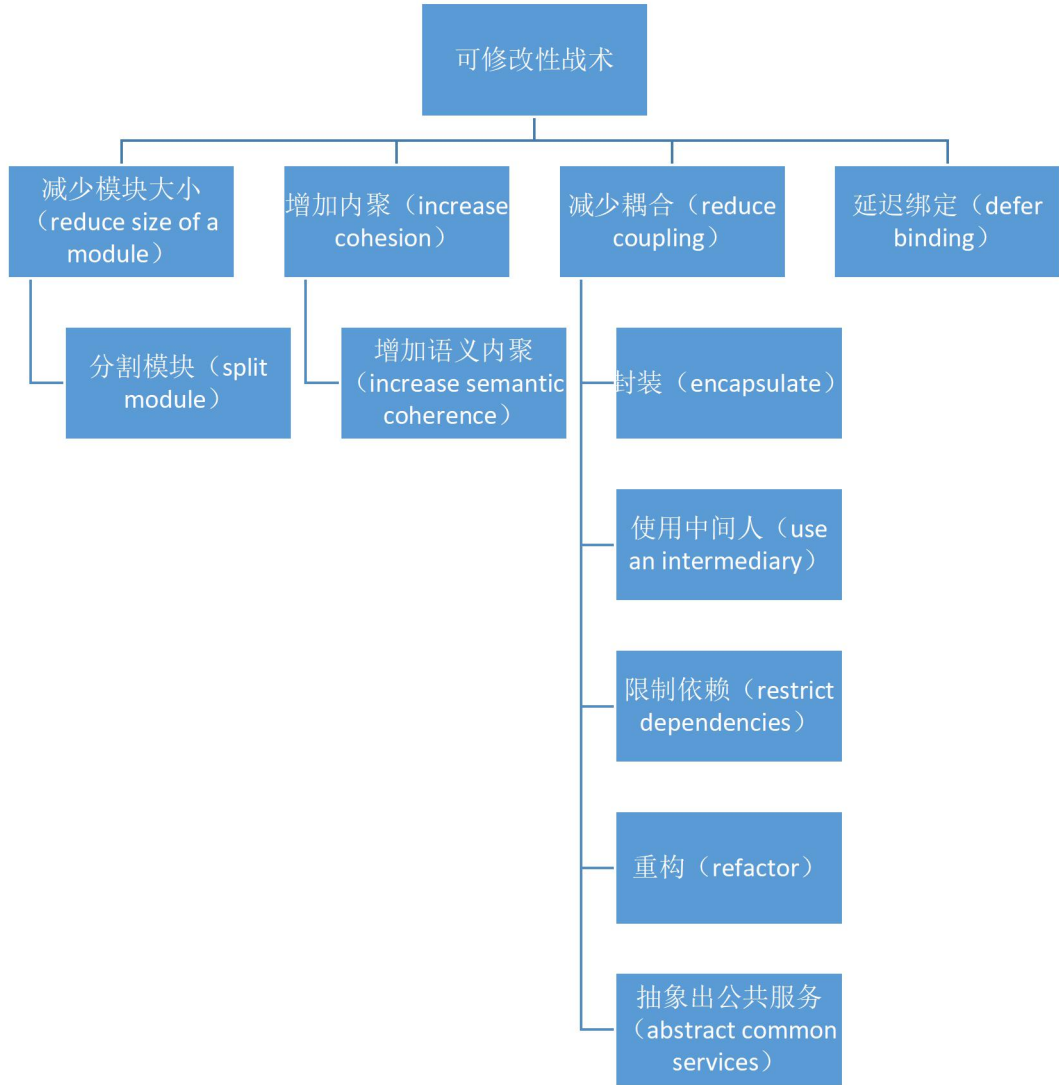 可修改性战术
减少模块大小
（reduce size of a
module）
增加内聚（increase
cohesion）
减少耦合（reduce
coupling）
延迟绑定（defer
binding）
分割模块（split
module）
增加语义内聚
（increase semantic
coherence）
封装（encapsulate）
使用中间人（use
an intermediary）
限制依赖（restrict
dependencies）
重构（refactor）
抽象出公共服务
（abstract common
services）